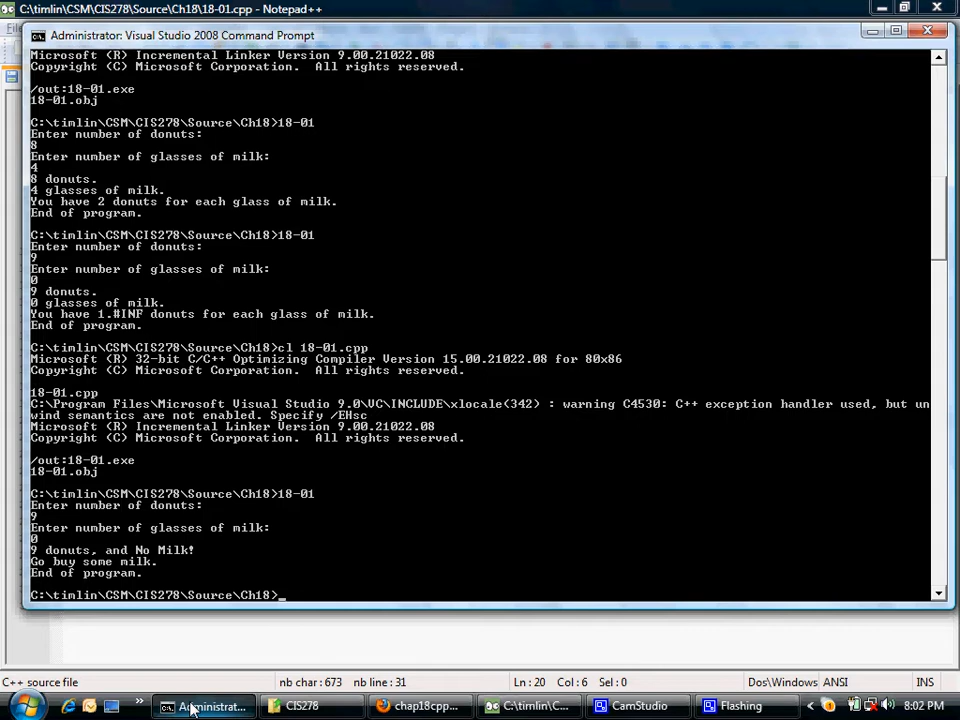 C:\timlin\CSM\CIS278\Source\Ch18\18-01.cpp - Notepad++
Administrator: Visual Studio 2008 Command Prompt
Microsoft (R) Incremental Linker Version 9.00.21022.08
Copyright (C) Microsoft Corporation.  All rights reserved.
/out:18-01.exe
18-01.obj
C:\timlin\CSM\CIS278\Source\Ch18>18-01
Enter number of donuts:
8
Enter number of glasses of milk:
4
8 donuts.
4 glasses of milk.
You have 2 donuts for each glass of milk.
End of program.
C:\timlin\CSM\CIS278\Source\Ch18>18-01
Enter number of donuts:
9
Enter number of glasses of milk:
0
9 donuts.
0 glasses of milk.
You have 1.#INF donuts for each glass of milk.
End of program.
C:\timlin\CSM\CIS278\Source\Ch18>cl 18-01.cpp
Microsoft (R) 32-bit C/C++ Optimizing Compiler Version 15.00.21022.08 for 80x86
Copyright (C) Microsoft Corporation.  All rights reserved.
18-01.cpp
C:\Program Files\Microsoft Visual Studio 9.0\VC\INCLUDE\xlocale(342) : warning C4530: C++ exception handler used, but un
wind semantics are not enabled. Specify /EHsc
Microsoft (R) Incremental Linker Version 9.00.21022.08
Copyright (C) Microsoft Corporation.  All rights reserved.
/out:18-01.exe
18-01.obj
C:\timlin\CSM\CIS278\Source\Ch18>18-01
Enter number of donuts:
9
Enter number of glasses of milk:
0
9 donuts, and No Milk!
Go buy some milk.
End of program.
C:\timlin\CSM\CIS278\Source\Ch18>_
C++ source file nb char: 673 nb line: 31 Ln: 20 Col: 6 Sel: 0 Dos\Windows ANSI INS
Administrat... CIS278 chap18cpp... C:\timlin\C... CamStudio Flashing 8:02 PM